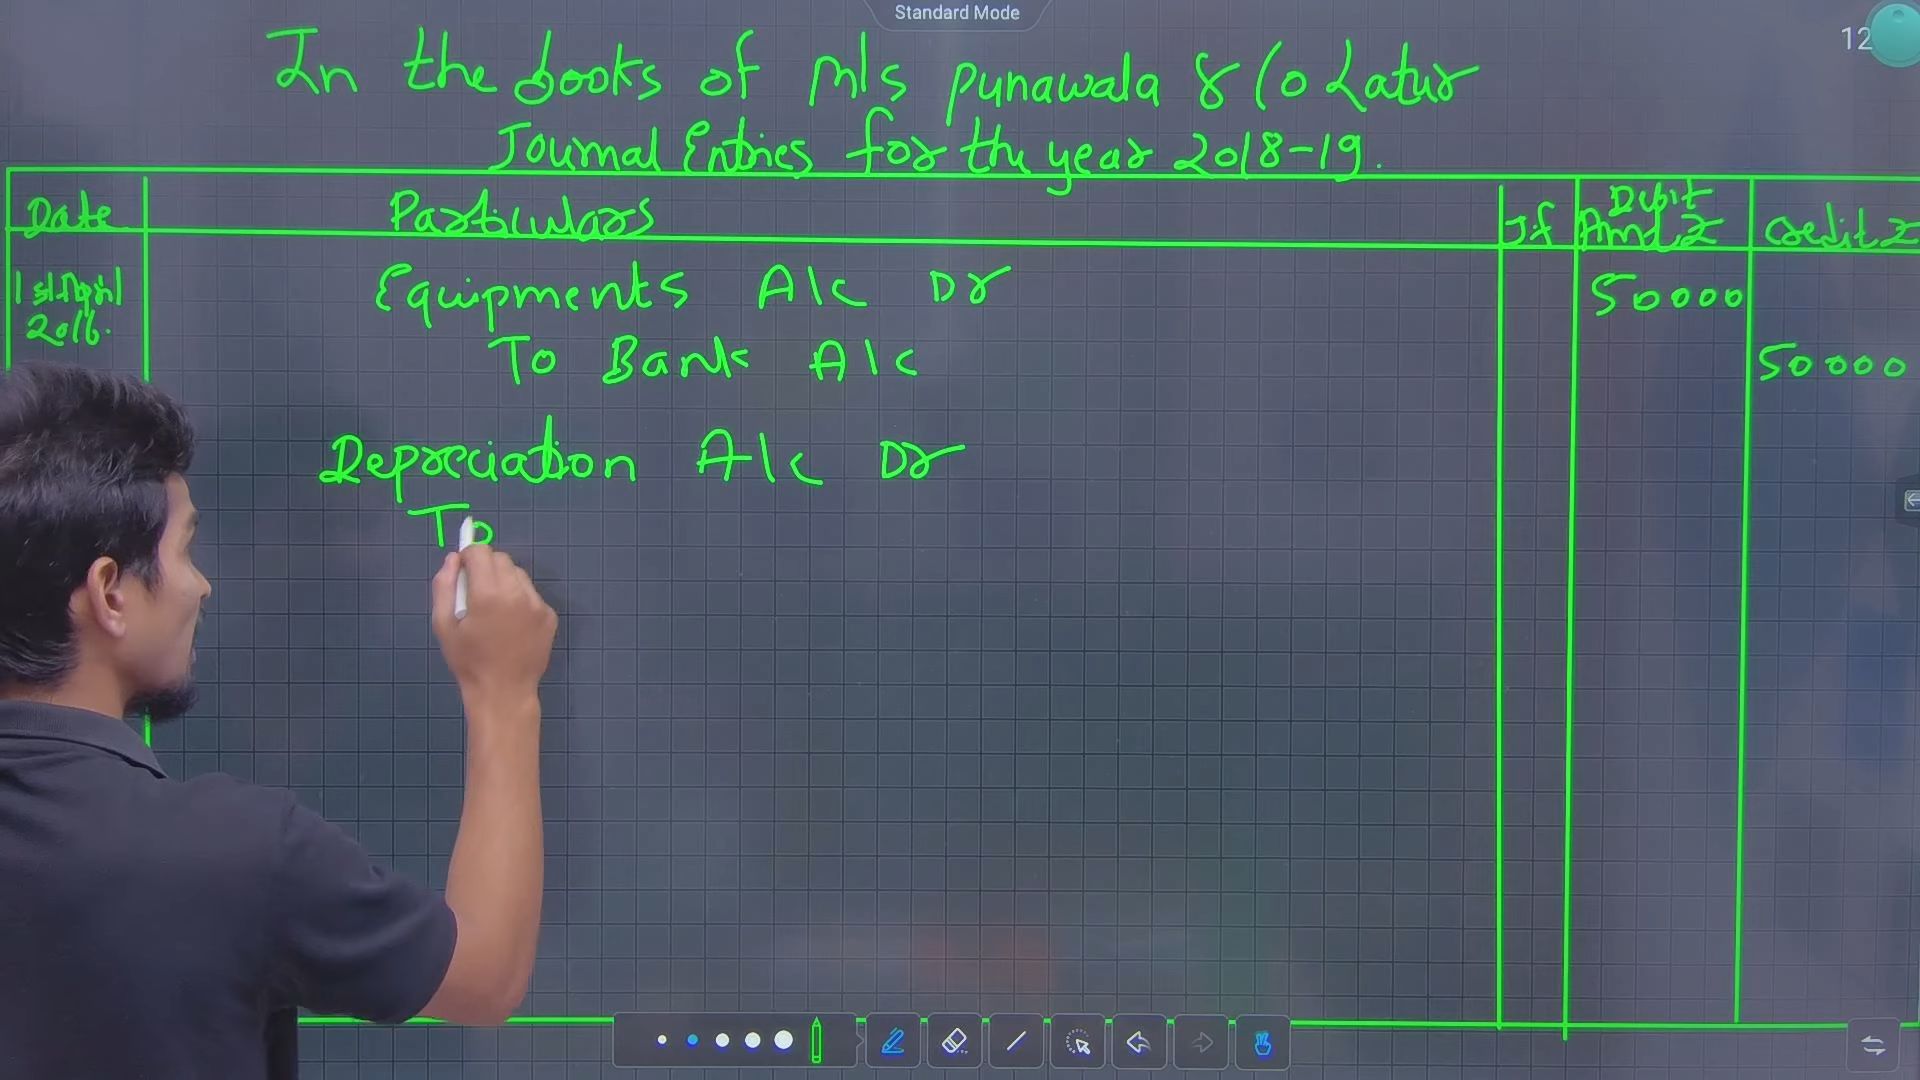 Standard Mode
12
In the books of M/s Punawala & Co Latur
Journal Entries for the year 2018-19.
Date Particulars J.f Debit Amt.₹ Credit ₹
1st April 2016. Equipments A/c Dr 50000
To Bank A/c 50000
Depreciation A/c Dr
To